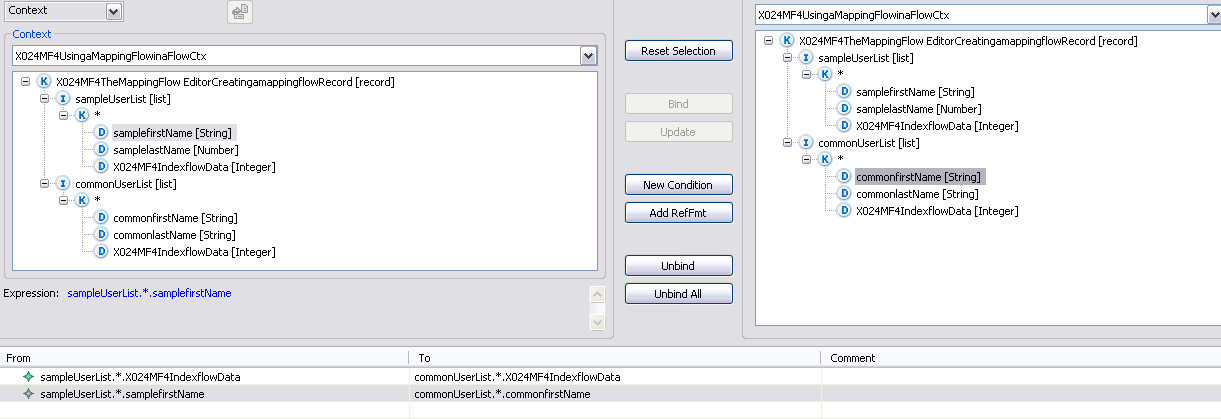 Context
Context
X024MF4UsingaMappingFlowinaFlowCtx
K X024MF4TheMappingFlow EditorCreatingamappingflowRecord [record]
I sampleUserList [list]
K *
D samplefirstName [String]
D samplelastName [Number]
D X024MF4IndexflowData [Integer]
I commonUserList [list]
K *
D commonfirstName [String]
D commonlastName [String]
D X024MF4IndexflowData [Integer]
Expression: sampleUserList.*.samplefirstName
Reset Selection
Bind
Update
New Condition
Add RefFmt
Unbind
Unbind All
X024MF4UsingaMappingFlowinaFlowCtx
K X024MF4TheMappingFlow EditorCreatingamappingflowRecord [record]
I sampleUserList [list]
K *
D samplefirstName [String]
D samplelastName [Number]
D X024MF4IndexflowData [Integer]
I commonUserList [list]
K *
D commonfirstName [String]
D commonlastName [String]
D X024MF4IndexflowData [Integer]
From To Comment
sampleUserList.*.X024MF4IndexflowData commonUserList.*.X024MF4IndexflowData
sampleUserList.*.samplefirstName commonUserList.*.commonfirstName